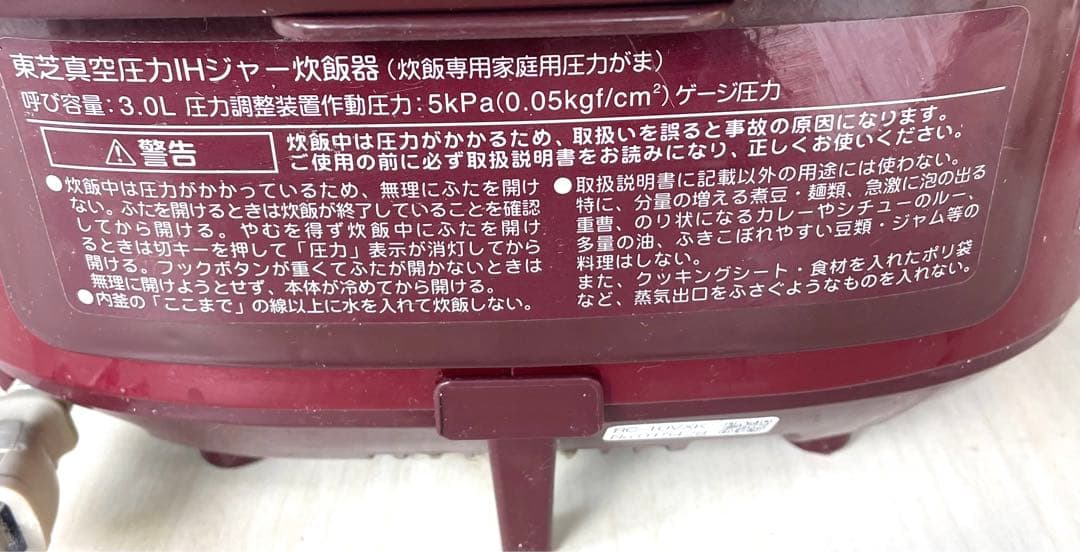 東芝真空圧力IHジャー炊飯器（炊飯専用家庭用圧力がま）
呼び容量：3.0L 圧力調整装置作動圧力：5kPa(0.05kgf/cm²)ゲージ圧力
⚠警告
炊飯中は圧力がかかるため、取扱いを誤ると事故の原因になります。
ご使用の前に必ず取扱説明書をお読みになり、正しくお使いください。
●炊飯中は圧力がかかっているため、無理にふたを開け
ない。ふたを開けるときは炊飯が終了していることを確認
してから開ける。やむを得ず炊飯中にふたを開け
るときは切キーを押して「圧力」表示が消灯してから
開ける。フックボタンが重くてふたが開かないときは
無理に開けようとせず、本体が冷めてから開ける。
●内釜の「ここまで」の線以上に水を入れて炊飯しない。
●取扱説明書に記載以外の用途には使わない。
特に、分量の増える煮豆・麺類、急激に泡の出る
重曹、のり状になるカレーやシチューのルー、
多量の油、ふきこぼれやすい豆類・ジャム等の
料理はしない。
また、クッキングシート・食材を入れたポリ袋
など、蒸気出口をふさぐようなものを入れない。
RC-10VXK